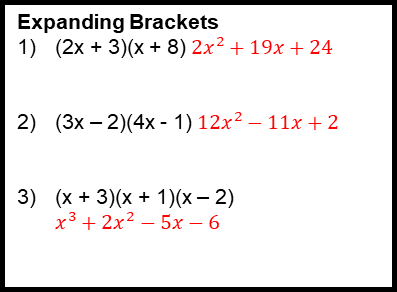 Expanding Brackets
1) (2x + 3)(x + 8) 2x² + 19x + 24
2) (3x – 2)(4x - 1) 12x² – 11x + 2
3) (x + 3)(x + 1)(x – 2)
x³ + 2x² – 5x – 6